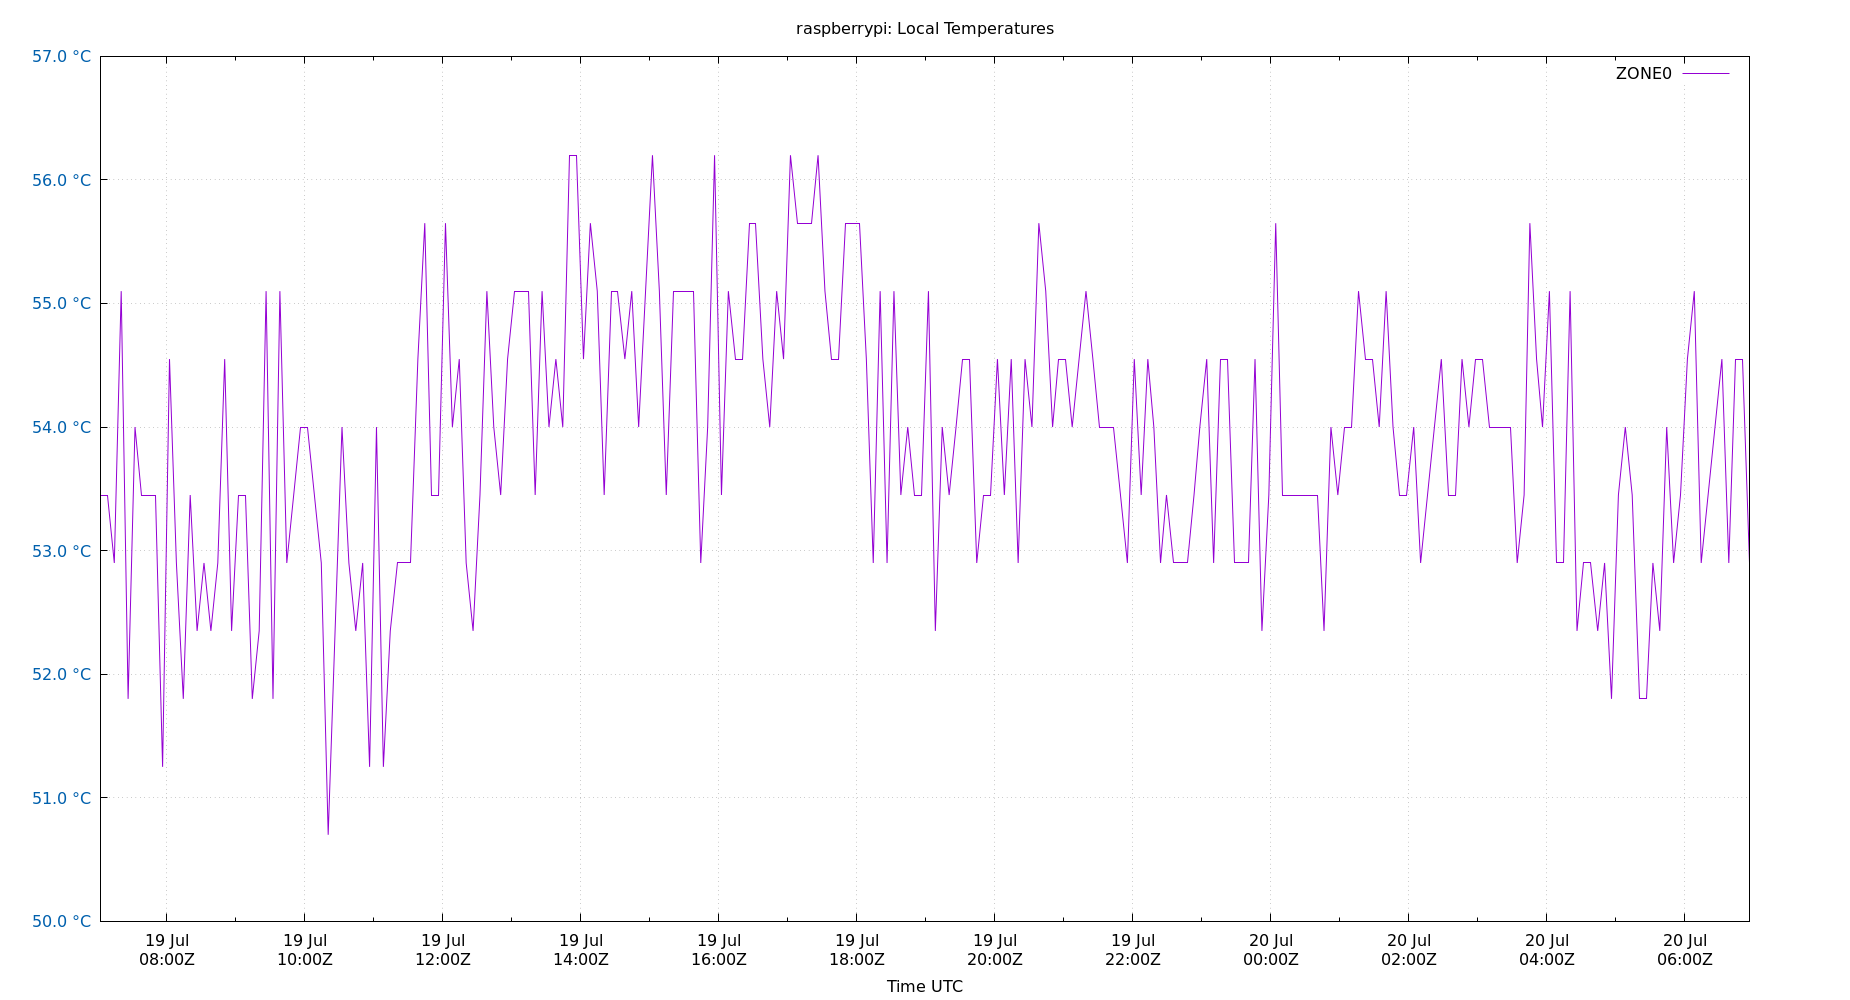 raspberrypi: Local Temperatures
57.0 °C
ZONE0
56.0 °C
55.0 °C
54.0 °C
53.0 °C
52.0 °C
51.0 °C
50.0 °C
19 Jul 19 Jul 19 Jul 19 Jul 19 Jul 19 Jul 19 Jul 19 Jul 20 Jul 20 Jul 20 Jul 20 Jul
08:00Z 10:00Z 12:00Z 14:00Z 16:00Z 18:00Z 20:00Z 22:00Z 00:00Z 02:00Z 04:00Z 06:00Z
Time UTC